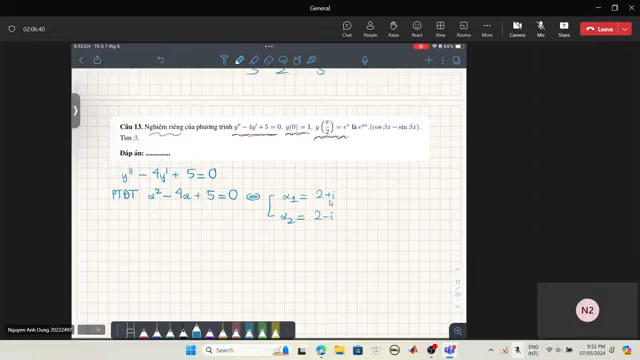 General
02:06:40
Chat
People
Raise
React
View
Rooms
More
Camera
Share
Leave
9:52 CH Th 7 thg 5
64%
Câu 13. Nghiệm riêng của phương trình y'' − 4y' + 5 = 0, y(0) = 1, y(π/2) = e^π là e^{αx}.(cos βx − sin βx).
Tìm β.
Đáp án: ..............
y'' − 4y' + 5 = 0
PTĐT α² − 4α + 5 = 0 ⇔ [ α₁ = 2+i
α₂ = 2−i
N2
Nguyen Anh Dung 20222497
Search
ENG
INTL
9:52 PM
07/05/2024